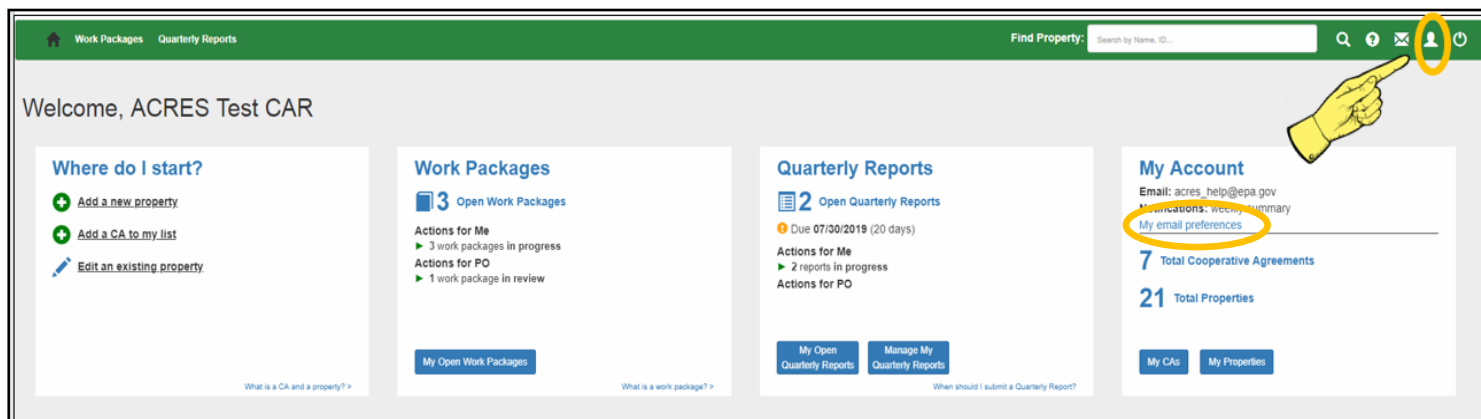 Work Packages Quarterly Reports Find Property: Search by Name, ID...
Welcome, ACRES Test CAR
Where do I start?
Add a new property
Add a CA to my list
Edit an existing property
What is a CA and a property? >
Work Packages
3 Open Work Packages
Actions for Me
3 work packages in progress
Actions for PO
1 work package in review
My Open Work Packages
What is a work package? >
Quarterly Reports
2 Open Quarterly Reports
Due 07/30/2019 (20 days)
Actions for Me
2 reports in progress
Actions for PO
My Open
Quarterly Reports
Manage My
Quarterly Reports
When should I submit a Quarterly Report?
My Account
Email: acres_help@epa.gov
Notifications: weekly summary
My email preferences
7 Total Cooperative Agreements
21 Total Properties
My CAs My Properties